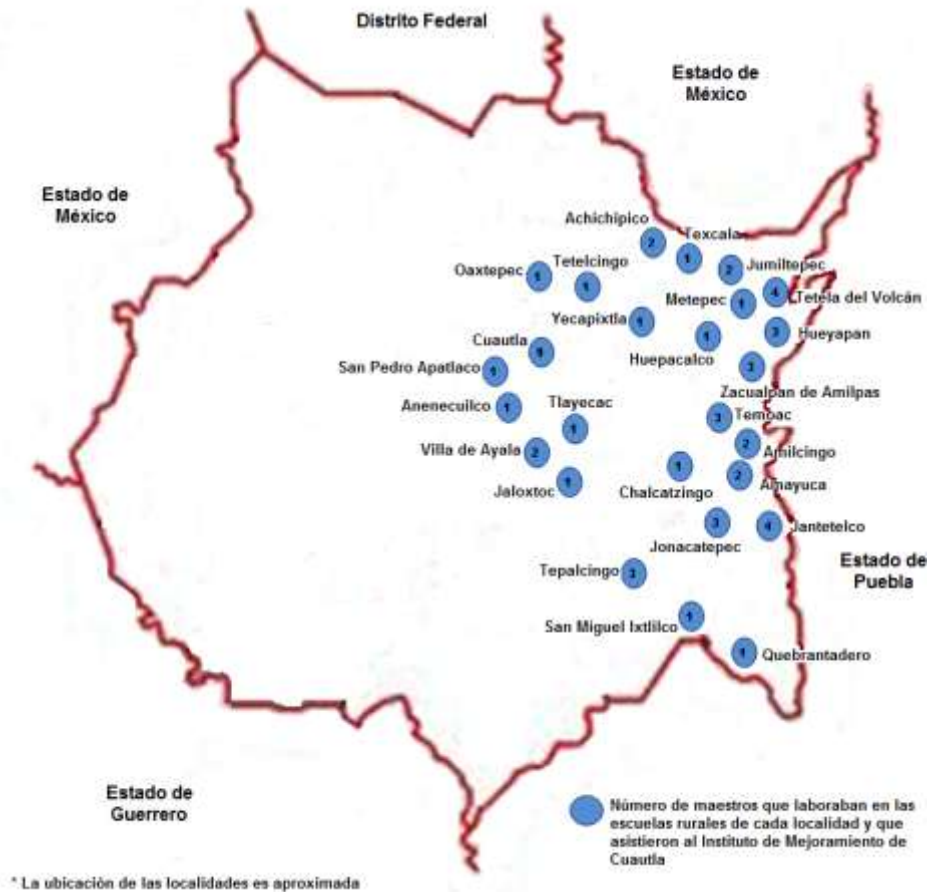 Distrito Federal
Estado de
México
Estado de
México
Achichipico
2
Texcala
1
2
Jumiltepec
Oaxtepec
1
Tetelcingo
1
Metepec
1
4
Tetela del Volcán
Yecapixtla
1
Huepacalco
1
3
Hueyapan
Cuautla
9
San Pedro Apatlaco
1
3
Zacualpan de Amilpas
Anenecuilco
1
Tlayecac
1
3
Temoac
2
Amilcingo
Villa de Ayala
2
Jaloxtoc
1
1
Chalcatzingo
2
Amayuca
3
Jonacatepec
4
Jantetelco
Estado de
Puebla
Tepalcingo
3
San Miguel Ixtlilco
1
1
Quebrantadero
Estado de
Guerrero
Número de maestros que laboraban en las
escuelas rurales de cada localidad y que
asistieron al Instituto de Mejoramiento de
Cuautla
* La ubicación de las localidades es aproximada